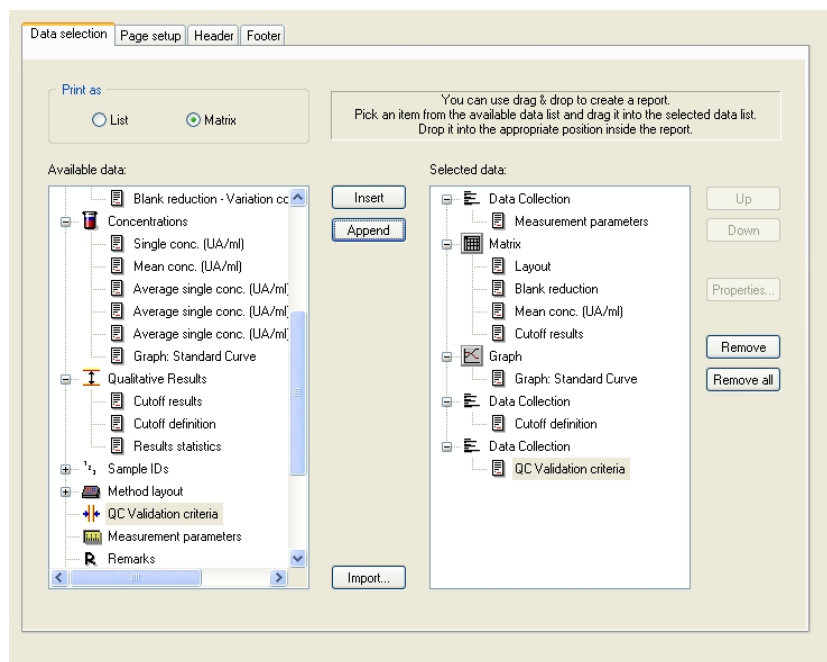 Data selection Page setup Header Footer
Print as
List Matrix
You can use drag & drop to create a report.
Pick an item from the available data list and drag it into the selected data list.
Drop it into the appropriate position inside the report.
Available data:
Blank reduction - Variation cc
Concentrations
Single conc. (UA/ml)
Mean conc. (UA/ml)
Average single conc. (UA/ml)
Average single conc. (UA/ml)
Average single conc. (UA/ml)
Graph: Standard Curve
Qualitative Results
Cutoff results
Cutoff definition
Results statistics
Sample IDs
Method layout
QC Validation criteria
Measurement parameters
Remarks
Insert
Append
Import...
Selected data:
Data Collection
Measurement parameters
Matrix
Layout
Blank reduction
Mean conc. (UA/ml)
Cutoff results
Graph
Graph: Standard Curve
Data Collection
Cutoff definition
Data Collection
QC Validation criteria
Up
Down
Properties...
Remove
Remove all